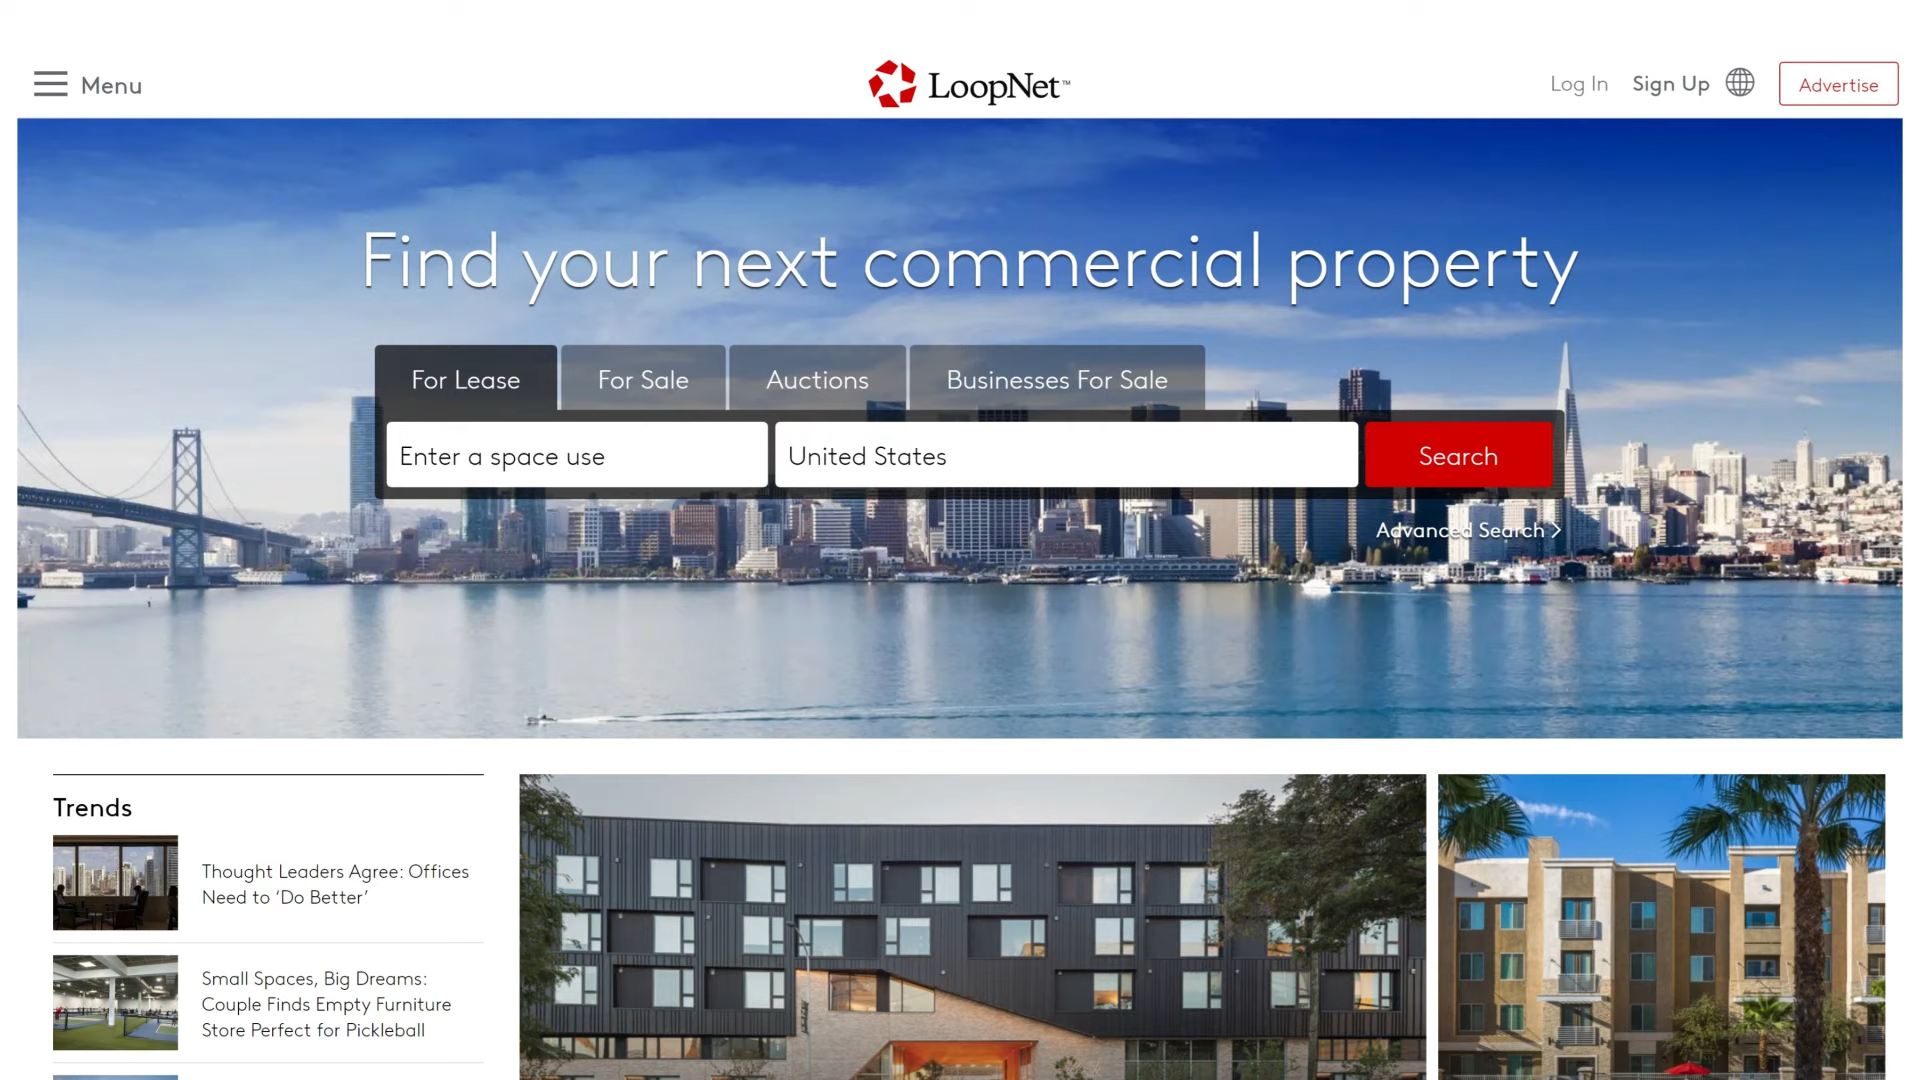 Menu
LoopNet™
Log In
Sign Up
Advertise
Find your next commercial property
For Lease
For Sale
Auctions
Businesses For Sale
Enter a space use
United States
Search
Advanced Search >
Trends
Thought Leaders Agree: Offices
Need to ‘Do Better’
Small Spaces, Big Dreams:
Couple Finds Empty Furniture
Store Perfect for Pickleball